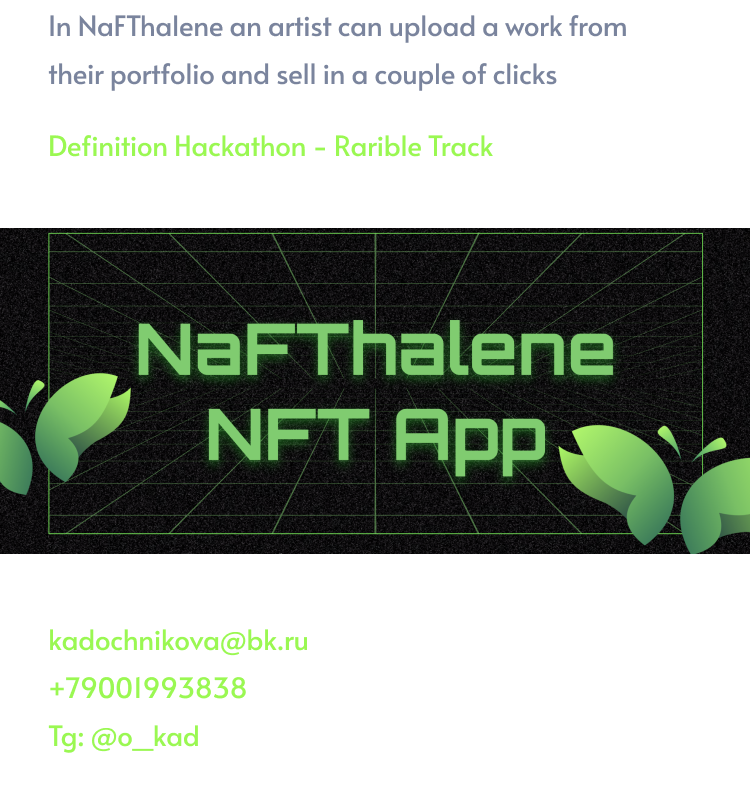 In NaFThalene an artist can upload a work from
their portfolio and sell in a couple of clicks
Definition Hackathon - Rarible Track
NaFThalene
NFT App
kadochnikova@bk.ru
+79001993838
Tg: @o_kad